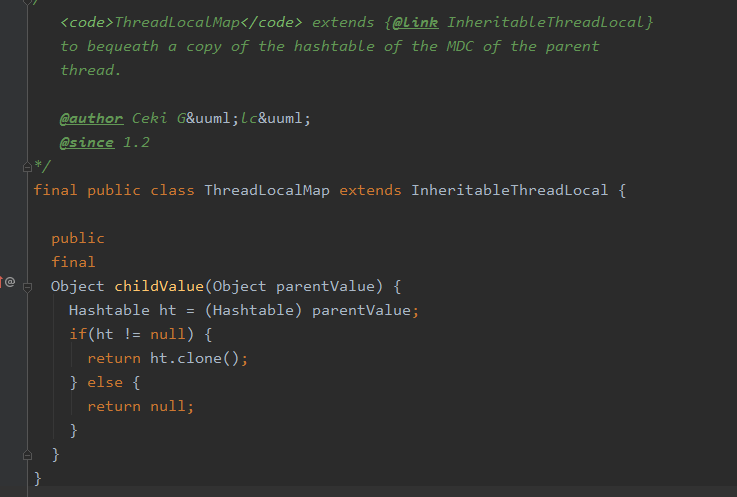 */
<code>ThreadLocalMap</code> extends {@link InheritableThreadLocal}
to bequeath a copy of the hashtable of the MDC of the parent
thread.
@author Ceki G&uuml;lc&uuml;
@since 1.2
*/
final public class ThreadLocalMap extends InheritableThreadLocal {
public
final
@ Object childValue(Object parentValue) {
Hashtable ht = (Hashtable) parentValue;
if(ht != null) {
return ht.clone();
} else {
return null;
}
}
}